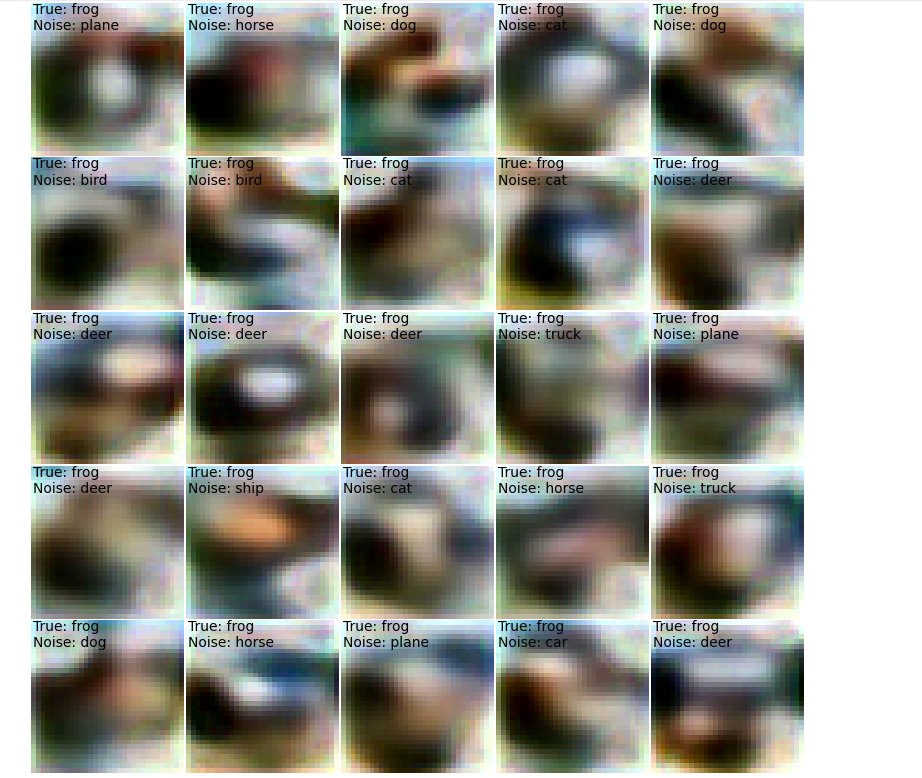 True: frog
Noise: plane
True: frog
Noise: horse
True: frog
Noise: dog
True: frog
Noise: cat
True: frog
Noise: dog
True: frog
Noise: bird
True: frog
Noise: bird
True: frog
Noise: cat
True: frog
Noise: cat
True: frog
Noise: deer
True: frog
Noise: deer
True: frog
Noise: deer
True: frog
Noise: deer
True: frog
Noise: truck
True: frog
Noise: plane
True: frog
Noise: deer
True: frog
Noise: ship
True: frog
Noise: cat
True: frog
Noise: horse
True: frog
Noise: truck
True: frog
Noise: dog
True: frog
Noise: horse
True: frog
Noise: plane
True: frog
Noise: car
True: frog
Noise: deer